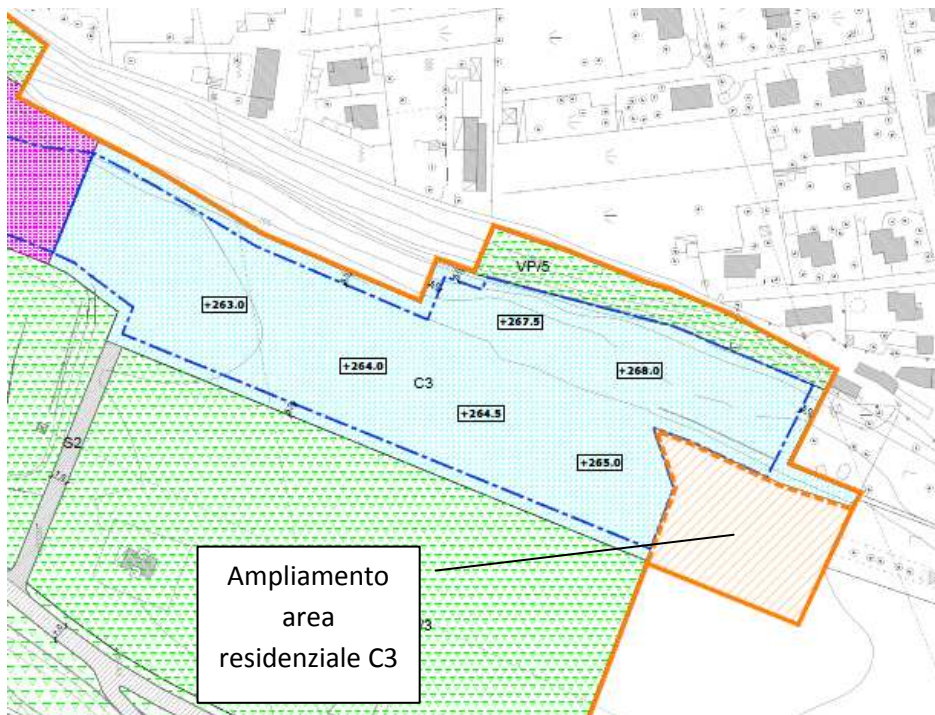 VP/5
+263.0
+267.5
+264.0
C3
+268.0
+264.5
S2
+265.0
Ampliamento
area
residenziale C3